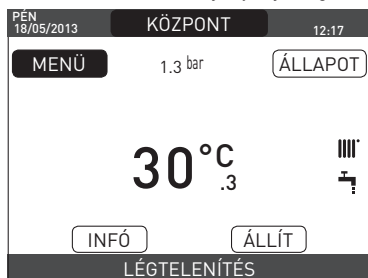 PÉN
18/05/2013 KÖZPONT 12:17
MENÜ 1.3 bar ÁLLAPOT
30°C
.3
INFÓ ÁLLÍT
LÉGTELENÍTÉS